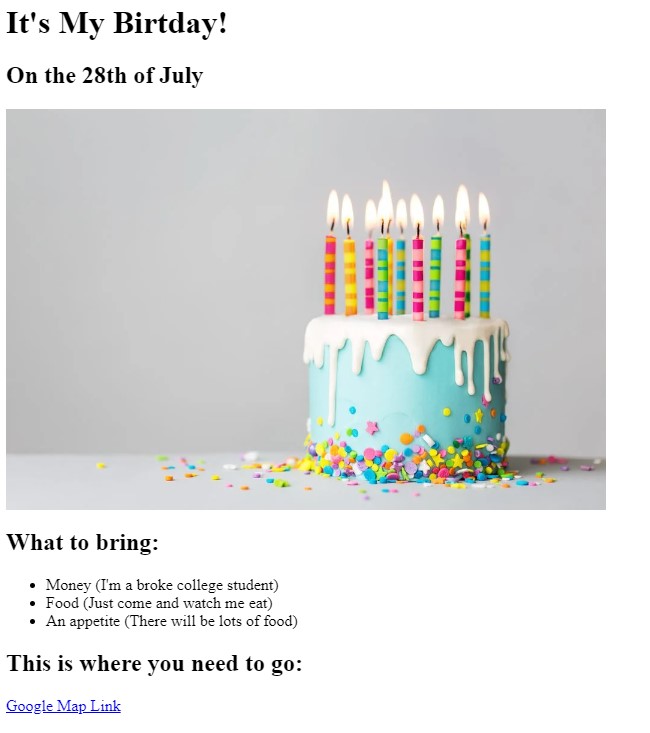 It's My Birtday!
On the 28th of July
What to bring:
Money (I'm a broke college student)
Food (Just come and watch me eat)
An appetite (There will be lots of food)
This is where you need to go:
Google Map Link